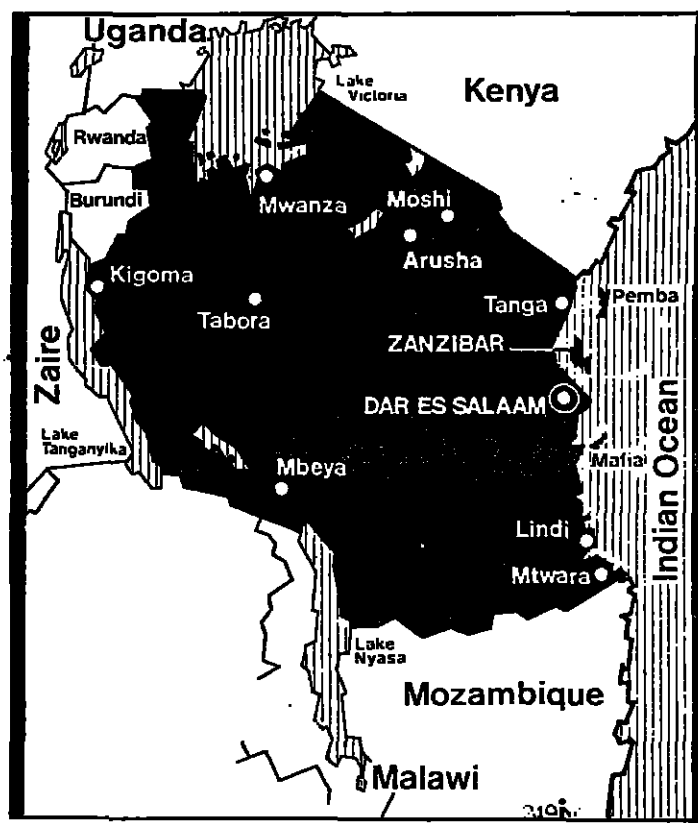 Uganda
Lake
Victoria
Kenya
Rwanda
Burundi
Mwanza
Moshi
Arusha
Kigoma
Tabora
Tanga
Pemba
ZANZIBAR
Zaire
DAR ES SALAAM
Lake
Tanganyika
Mbeya
Mafia
Indian Ocean
Lindi
Mtwara
Lake
Nyasa
Mozambique
Malawi